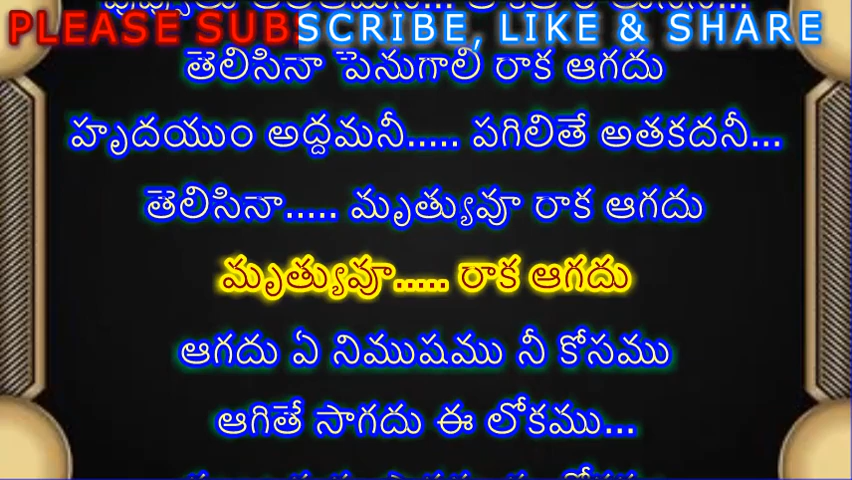 PLEASE SUBSCRIBE, LIKE & SHARE
తెలిసినా పెనుగాలి రాక ఆగదు
హృదయుం అద్దమనీ..... పగిలితే అతకదనీ...
తెలిసినా..... మృత్యువూ రాక ఆగదు
మృత్యువూ..... రాక ఆగదు
ఆగదు ఏ నిముషము నీ కోసము
ఆగితే సాగదు ఈ లోకము...